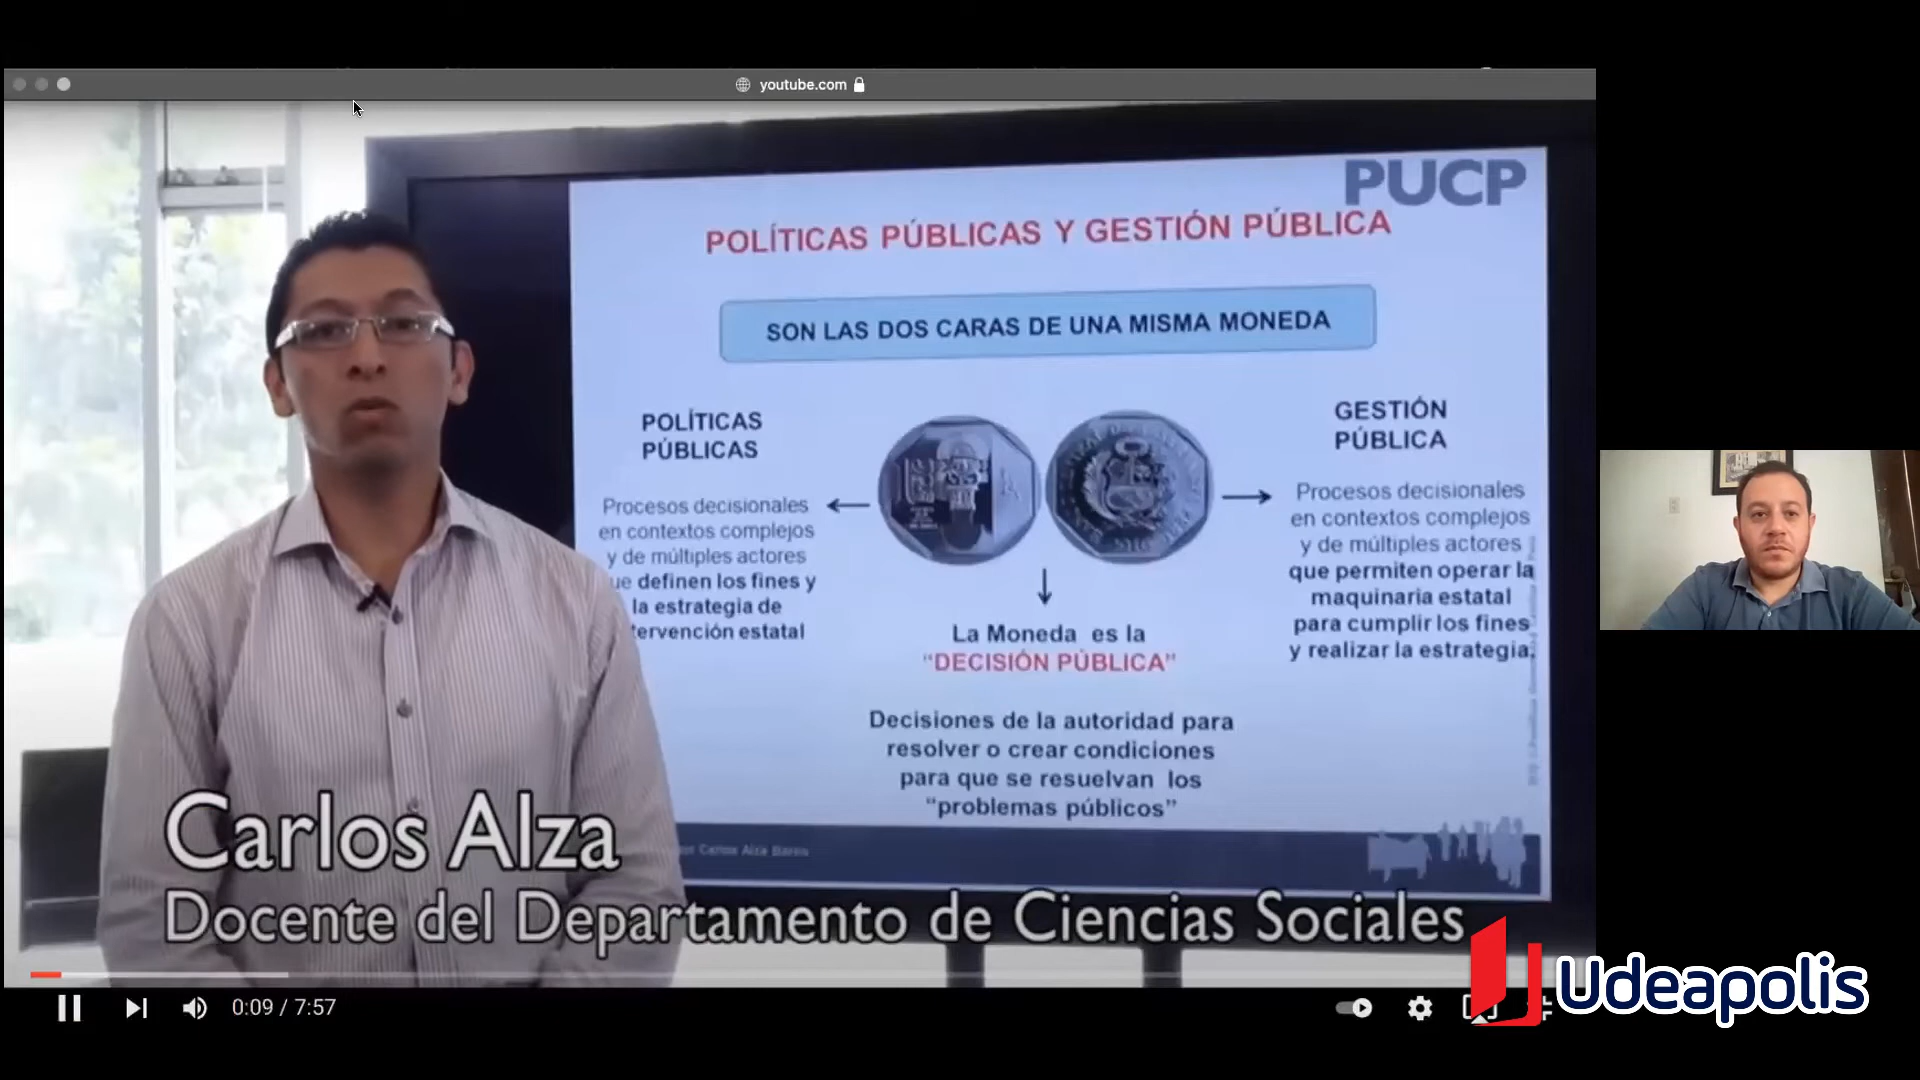 youtube.com
PUCP
POLÍTICAS PÚBLICAS Y GESTIÓN PÚBLICA
SON LAS DOS CARAS DE UNA MISMA MONEDA
POLÍTICAS
PÚBLICAS
Procesos decisionales
en contextos complejos
y de múltiples actores
ue definen los fines y
la estrategia de
tervención estatal
GESTIÓN
PÚBLICA
Procesos decisionales
en contextos complejos
y de múltiples actores
que permiten operar la
maquinaria estatal
para cumplir los fines
y realizar la estrategia.
La Moneda es la
"DECISIÓN PÚBLICA"
Decisiones de la autoridad para
resolver o crear condiciones
para que se resuelvan los
"problemas públicos"
Carlos Alza
Carlos Alza
Docente del Departamento de Ciencias Sociales
0:09 / 7:57
Udeapolis